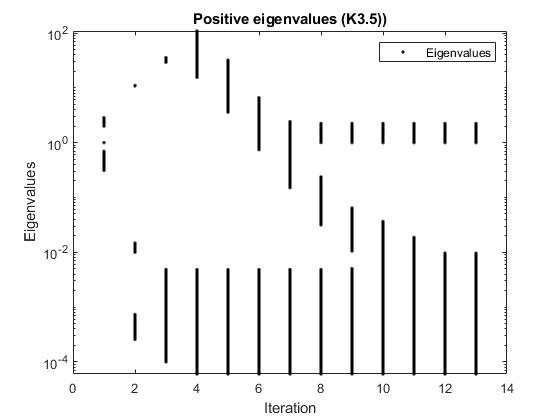 Positive eigenvalues (K3.5))
Eigenvalues
10^2
10^0
10^-2
10^-4
Eigenvalues
0 2 4 6 8 10 12 14
Iteration